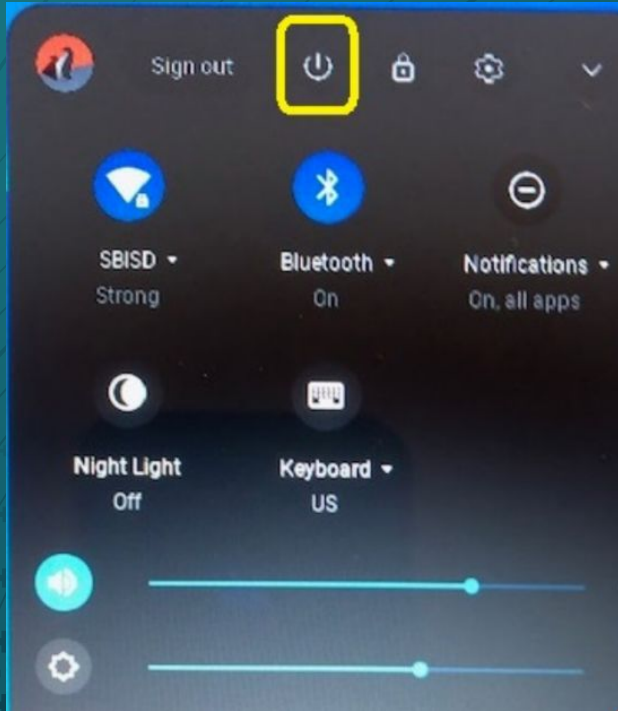 Sign out
SBISD Bluetooth Notifications
Strong On On, all apps
Night Light Keyboard
Off US